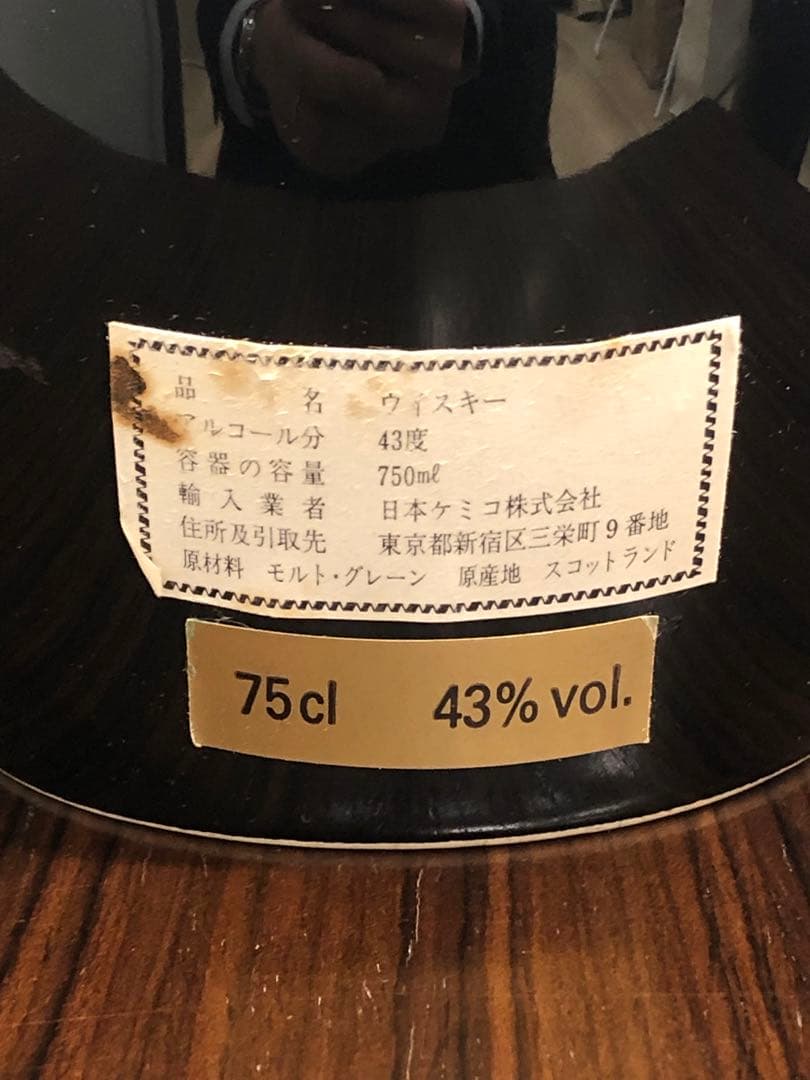 品名 ウィスキー
アルコール分 43度
容器の容量 750ml
輸入業者 日本ケミコ株式会社
住所及引取先 東京都新宿区三栄町9番地
原材料 モルト・グレーン 原産地 スコットランド
75cl 43% vol.